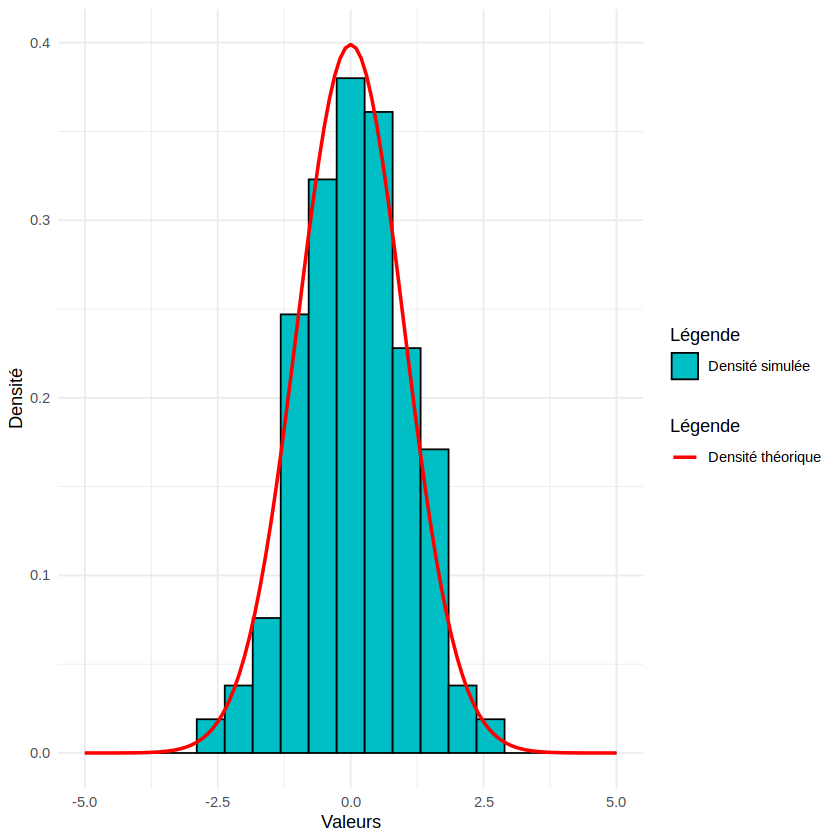 0.4
0.3
0.2
0.1
0.0
Densité
-5.0
-2.5
0.0
2.5
5.0
Valeurs
Légende
Densité simulée
Légende
Densité théorique